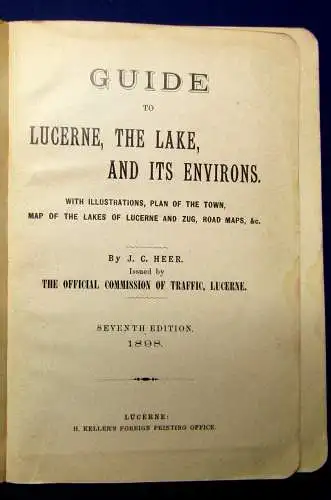 GUIDE
TO
LUCERNE, THE LAKE,
AND ITS ENVIRONS.
WITH ILLUSTRATIONS, PLAN OF THE TOWN,
MAP OF THE LAKES OF LUCERNE AND ZUG, ROAD MAPS, &c.
By J. C. HEER.
Issued by
THE OFFICIAL COMMISSION OF TRAFFIC, LUCERNE.
SEVENTH EDITION.
1898.
LUCERNE:
H. KELLER'S FOREIGN PRINTING OFFICE.